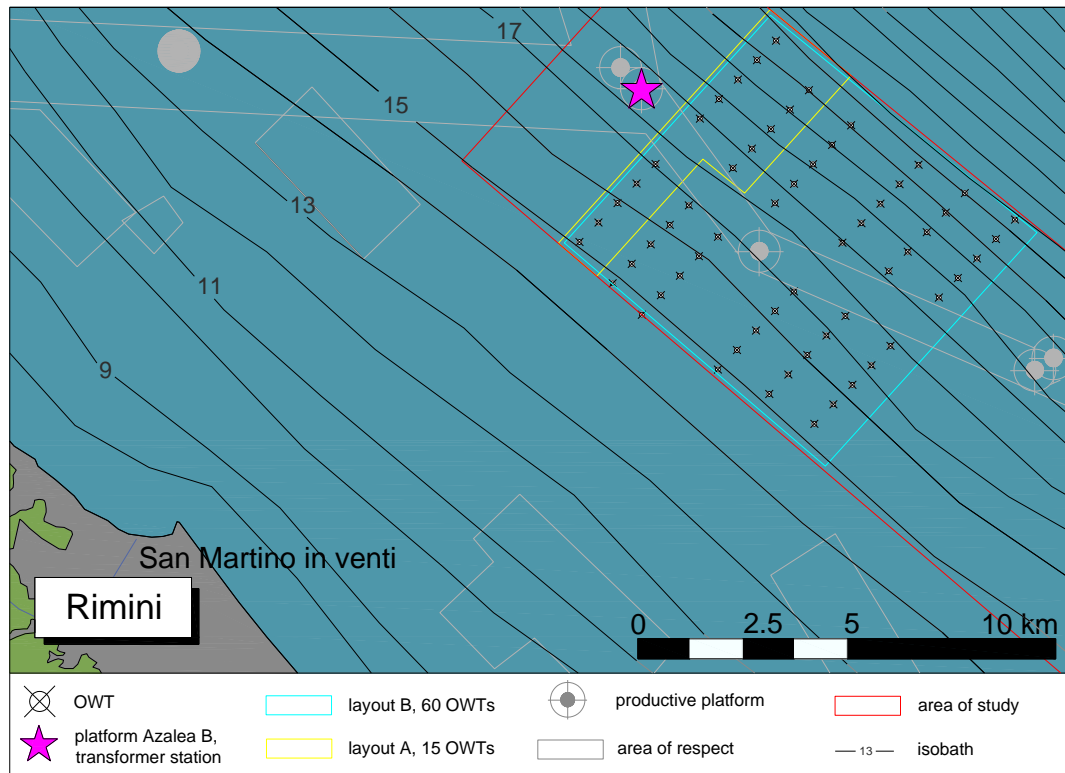 17
15
13
11
9
San Martino in venti
Rimini
0 2.5 5 10 km
OWT
platform Azalea B,
transformer station
layout B, 60 OWTs
layout A, 15 OWTs
productive platform
area of respect
area of study
13 isobath